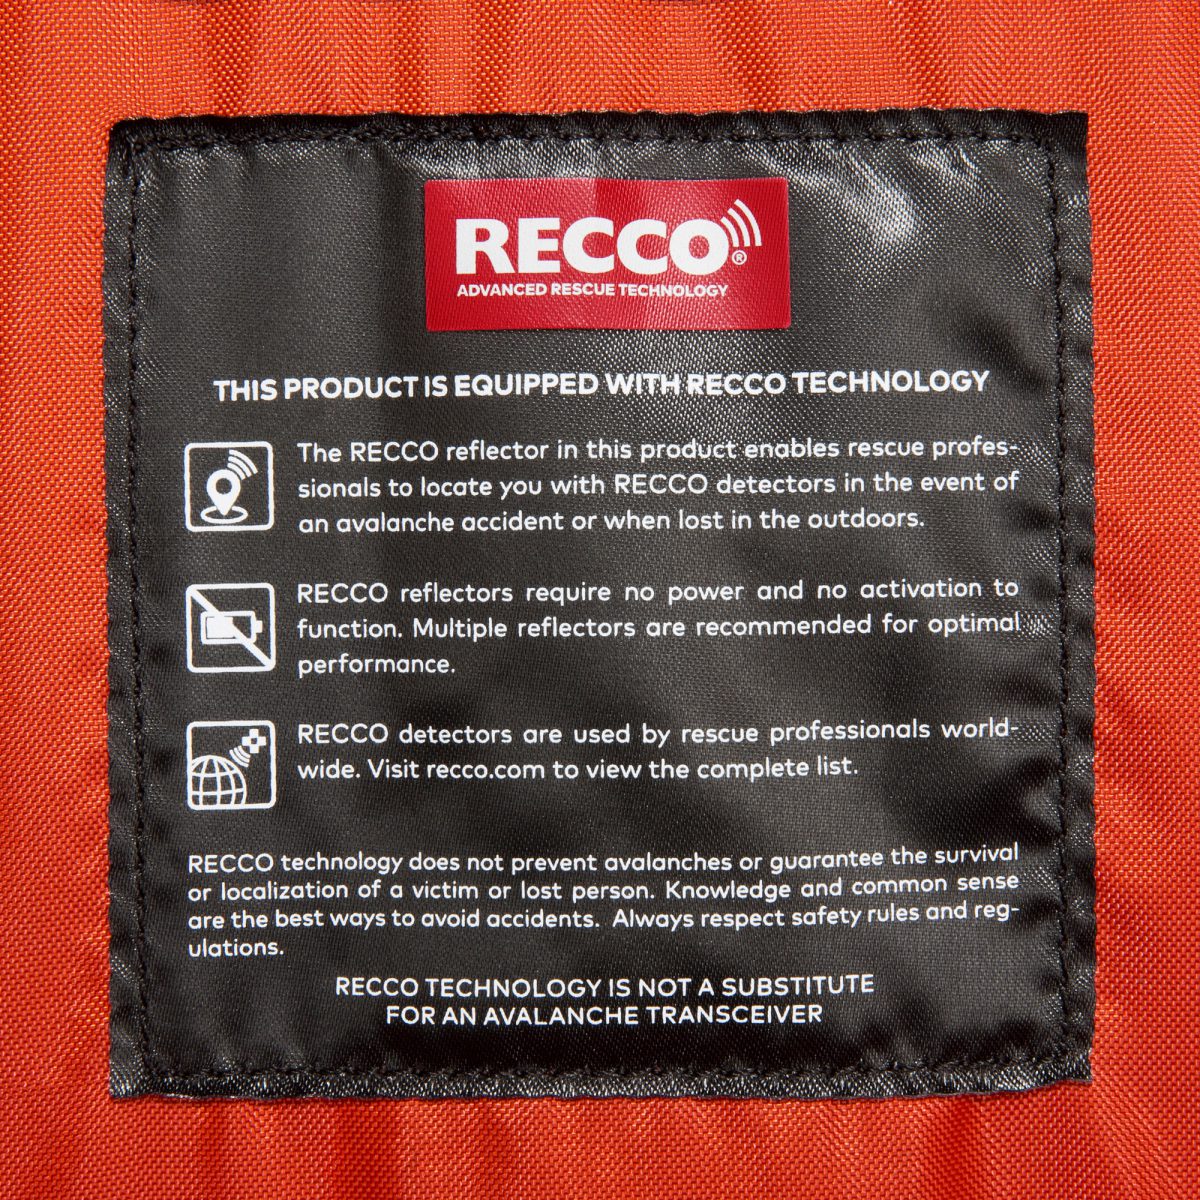 RECCO®
ADVANCED RESCUE TECHNOLOGY
THIS PRODUCT IS EQUIPPED WITH RECCO TECHNOLOGY
The RECCO reflector in this product enables rescue profes-
sionals to locate you with RECCO detectors in the event of
an avalanche accident or when lost in the outdoors.
RECCO reflectors require no power and no activation to
function. Multiple reflectors are recommended for optimal
performance.
RECCO detectors are used by rescue professionals world-
wide. Visit recco.com to view the complete list.
RECCO technology does not prevent avalanches or guarantee the survival
or localization of a victim or lost person. Knowledge and common sense
are the best ways to avoid accidents. Always respect safety rules and reg-
ulations.
RECCO TECHNOLOGY IS NOT A SUBSTITUTE
FOR AN AVALANCHE TRANSCEIVER